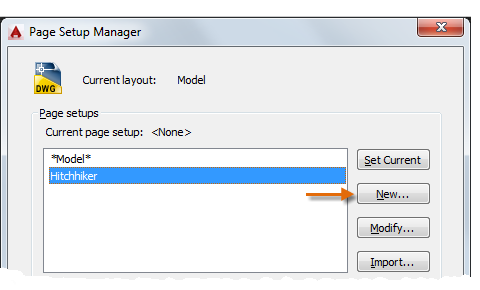 Page Setup Manager
DWG
Current layout: Model
Page setups
Current page setup: <None>
*Model*
Hitchhiker
Set Current
New...
Modify...
Import...